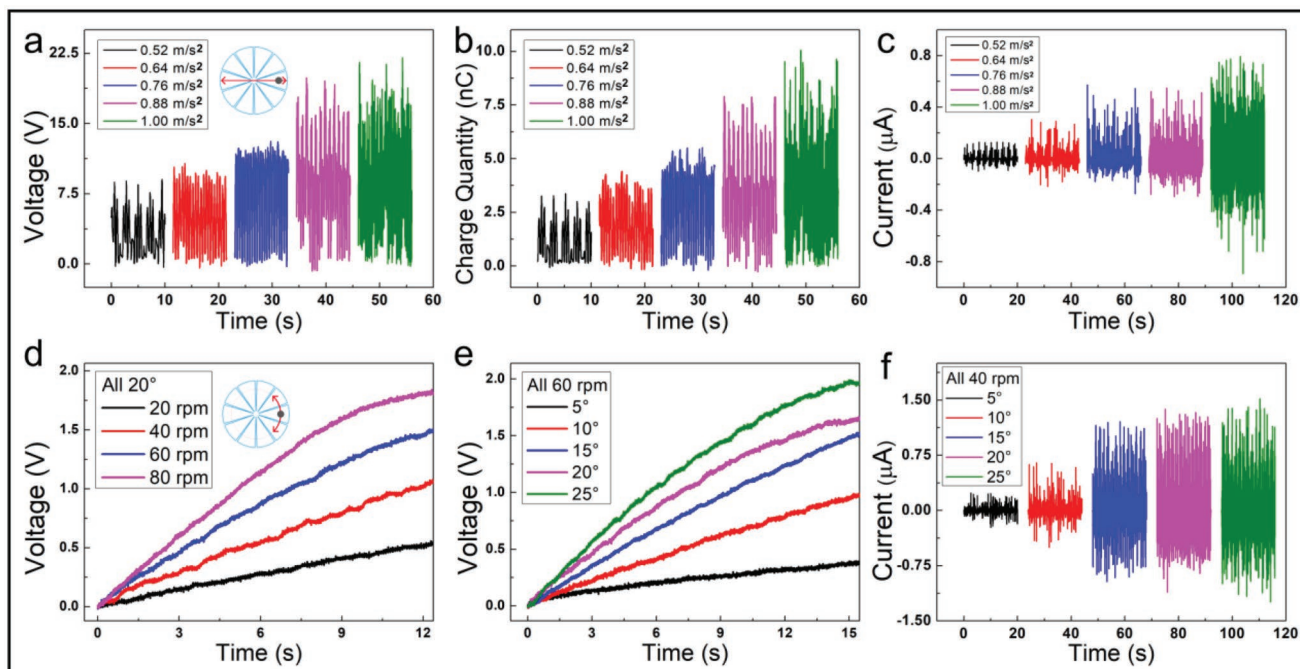 a
0.52 m/s²
0.64 m/s²
0.76 m/s²
0.88 m/s²
1.00 m/s²
22.5
15.0
7.5
0.0
Voltage (V)
0 10 20 30 40 50 60
Time (s)
b
0.52 m/s²
0.64 m/s²
0.76 m/s²
0.88 m/s²
1.00 m/s²
10.0
7.5
5.0
2.5
0.0
Charge Quantity (nC)
0 10 20 30 40 50 60
Time (s)
c
0.52 m/s²
0.64 m/s²
0.76 m/s²
0.88 m/s²
1.00 m/s²
0.8
0.4
0.0
-0.4
-0.8
Current (μA)
0 20 40 60 80 100 120
Time (s)
d
All 20°
20 rpm
40 rpm
60 rpm
80 rpm
2.0
1.5
1.0
0.5
0.0
Voltage (V)
0 3 6 9 12
Time (s)
e
All 60 rpm
5°
10°
15°
20°
25°
2.0
1.5
1.0
0.5
0.0
Voltage (V)
0 3 6 9 12 15
Time (s)
f
All 40 rpm
5°
10°
15°
20°
25°
1.50
0.75
0.00
-0.75
-1.50
Current (μA)
0 20 40 60 80 100 120
Time (s)